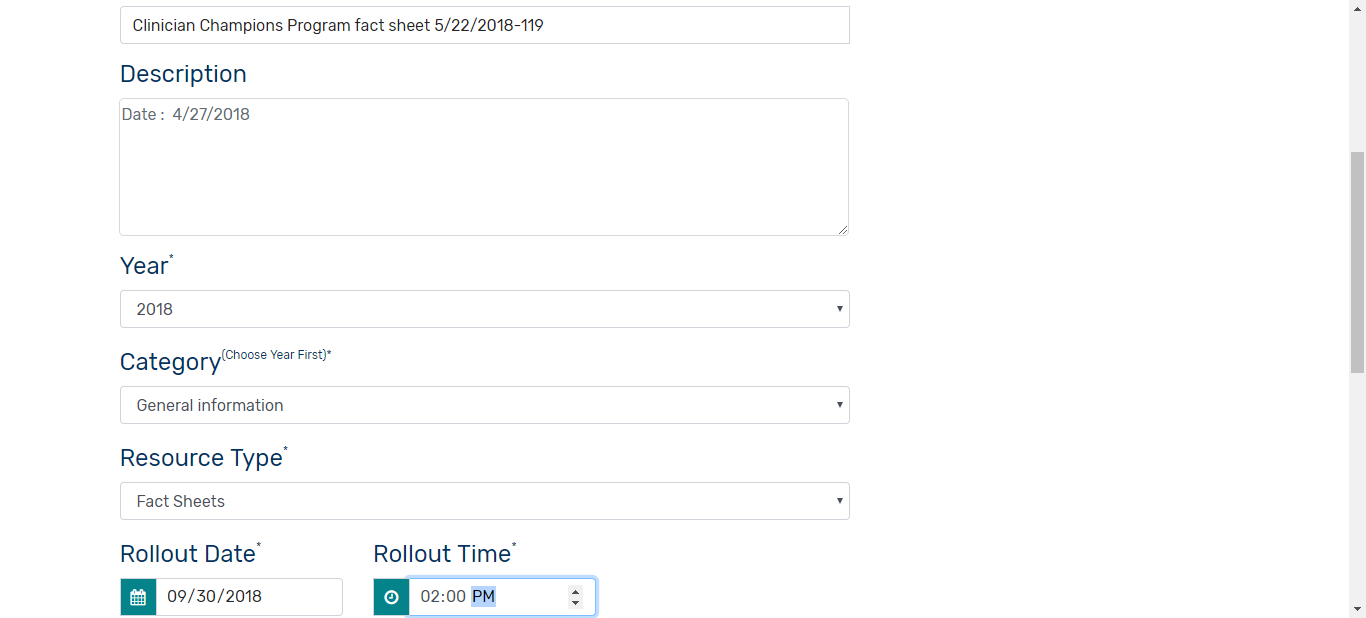 Clinician Champions Program fact sheet 5/22/2018-119
Description
Date : 4/27/2018
Year*
2018
Category(Choose Year First)*
General information
Resource Type*
Fact Sheets
Rollout Date* Rollout Time*
09/30/2018 02:00 PM